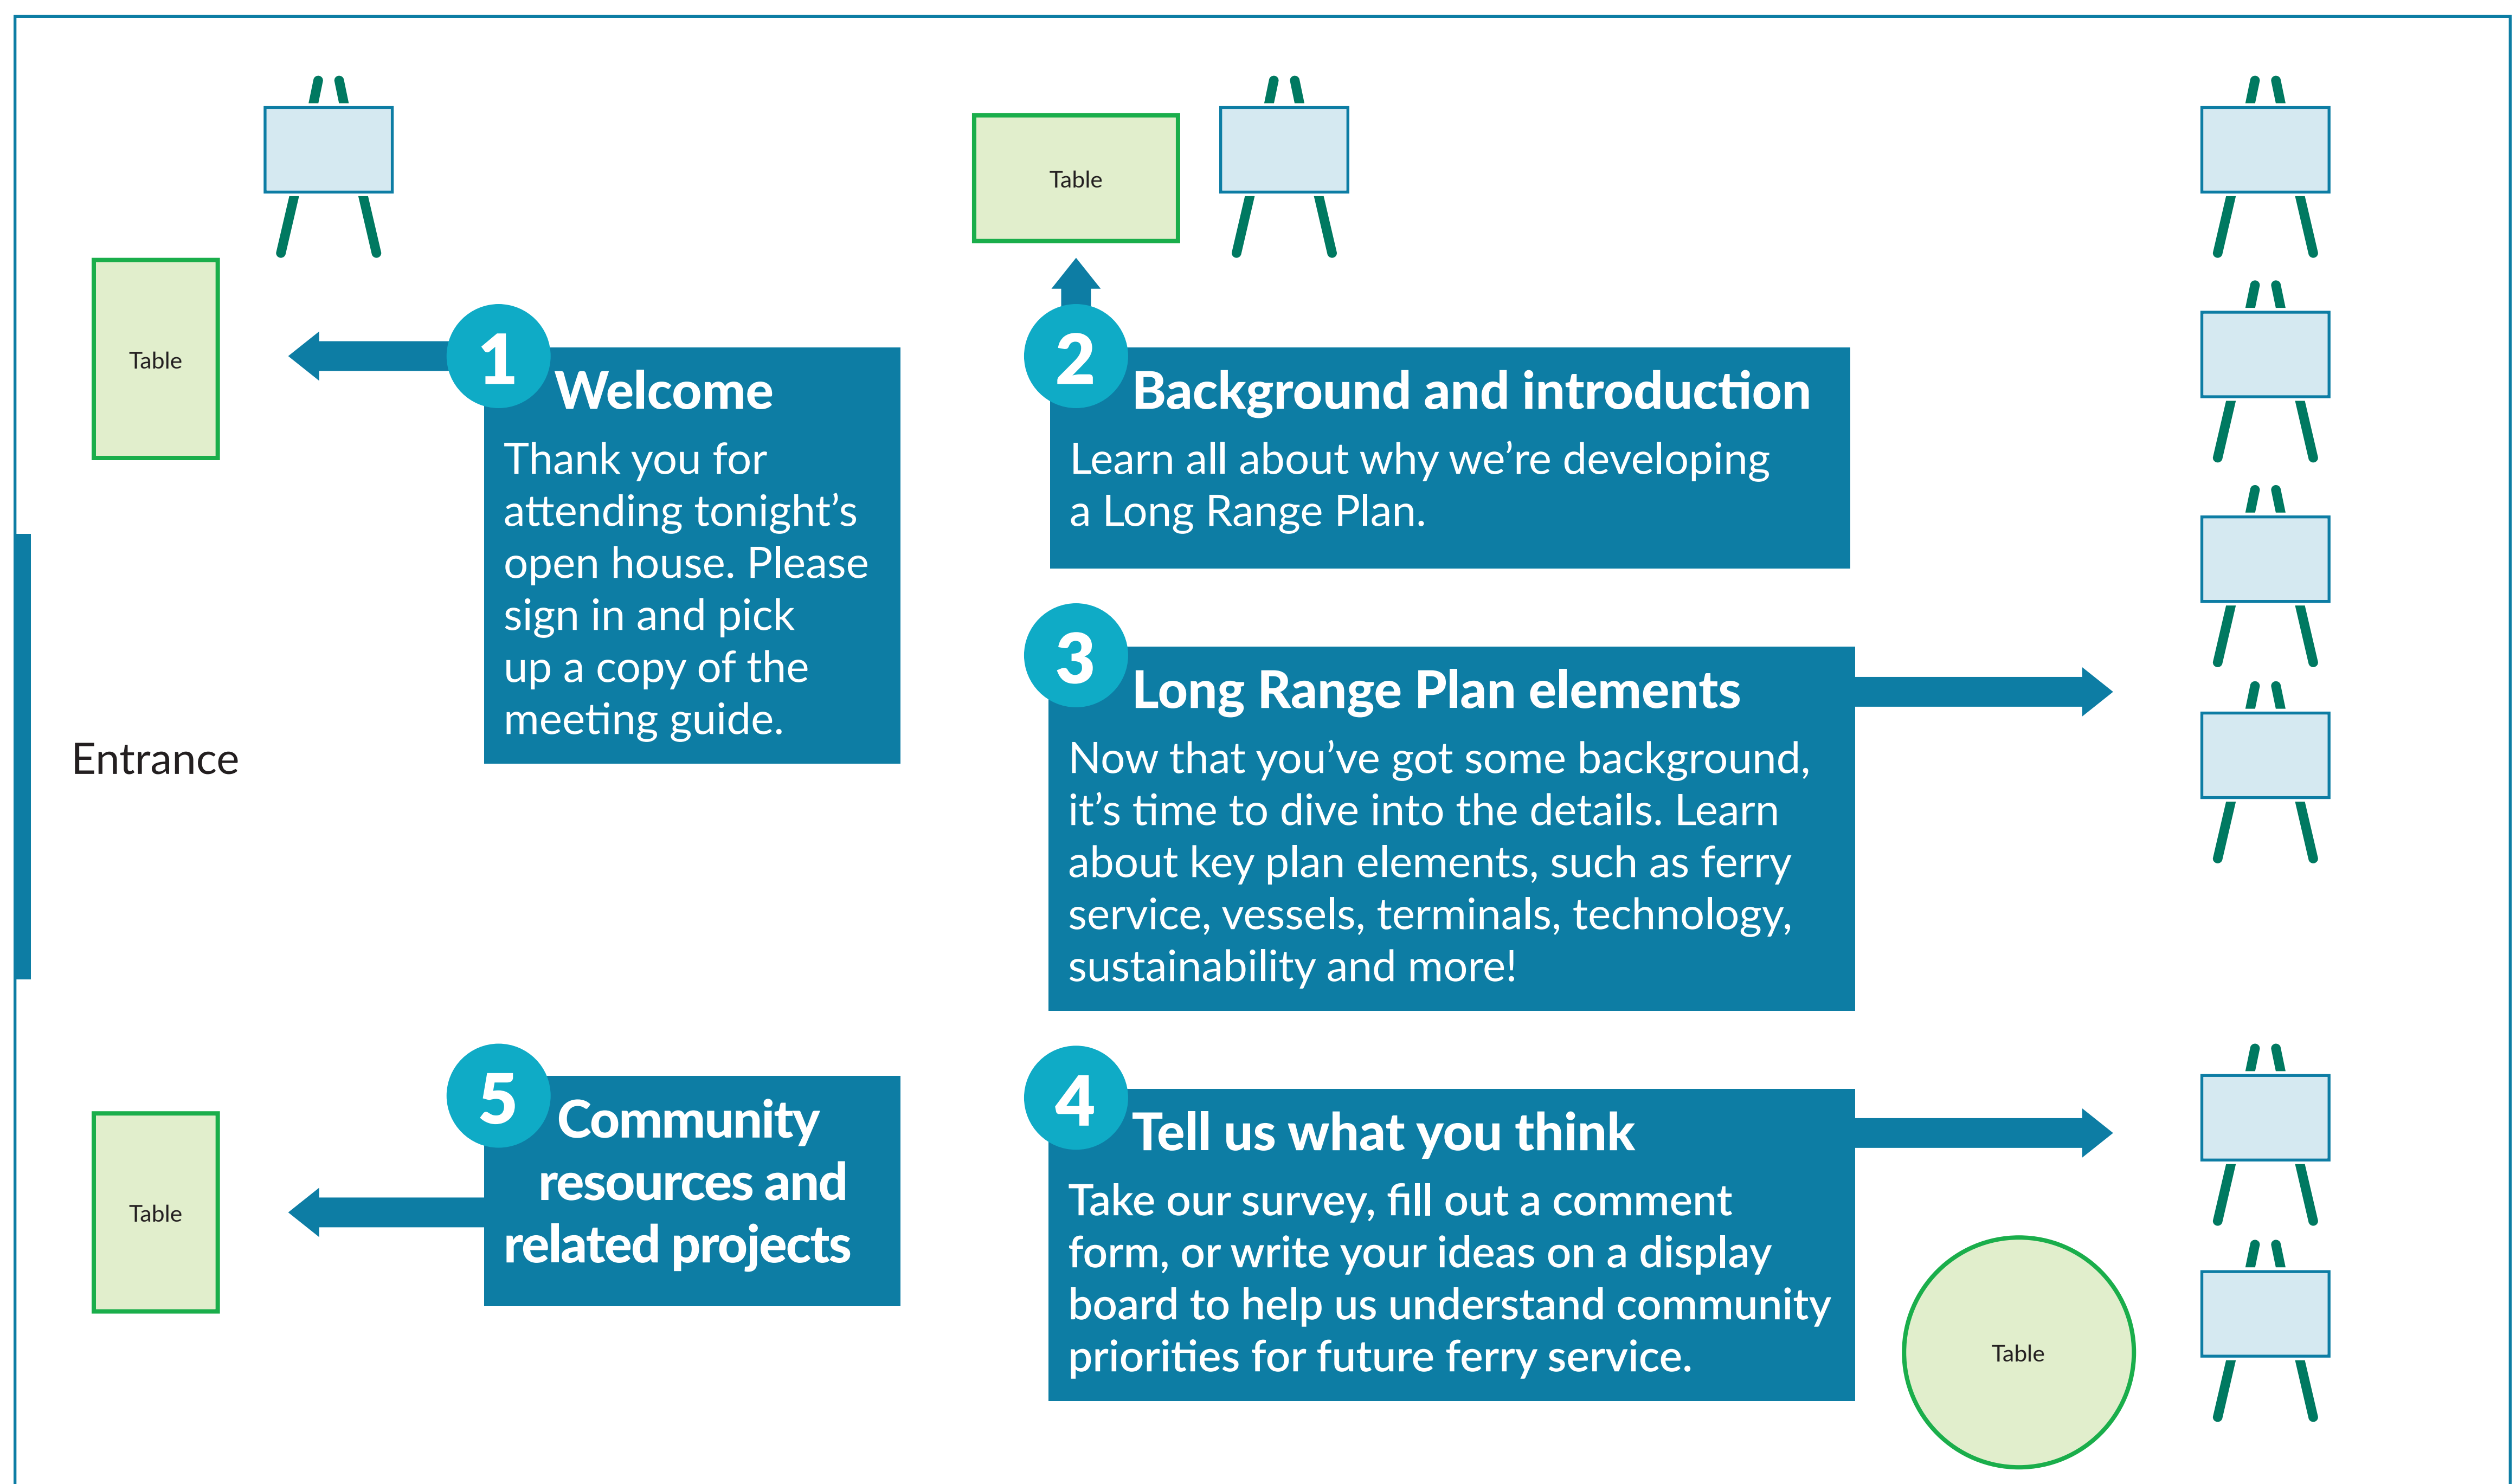 Table
Table
1
Welcome
Thank you for
attending tonight’s
open house. Please
sign in and pick
up a copy of the
meeting guide.
Entrance
2
Background and introduction
Learn all about why we’re developing
a Long Range Plan.
3
Long Range Plan elements
Now that you’ve got some background,
it’s time to dive into the details. Learn
about key plan elements, such as ferry
service, vessels, terminals, technology,
sustainability and more!
4
Tell us what you think
Take our survey, fill out a comment
form, or write your ideas on a display
board to help us understand community
priorities for future ferry service.
Table
5
Community
resources and
related projects
Table